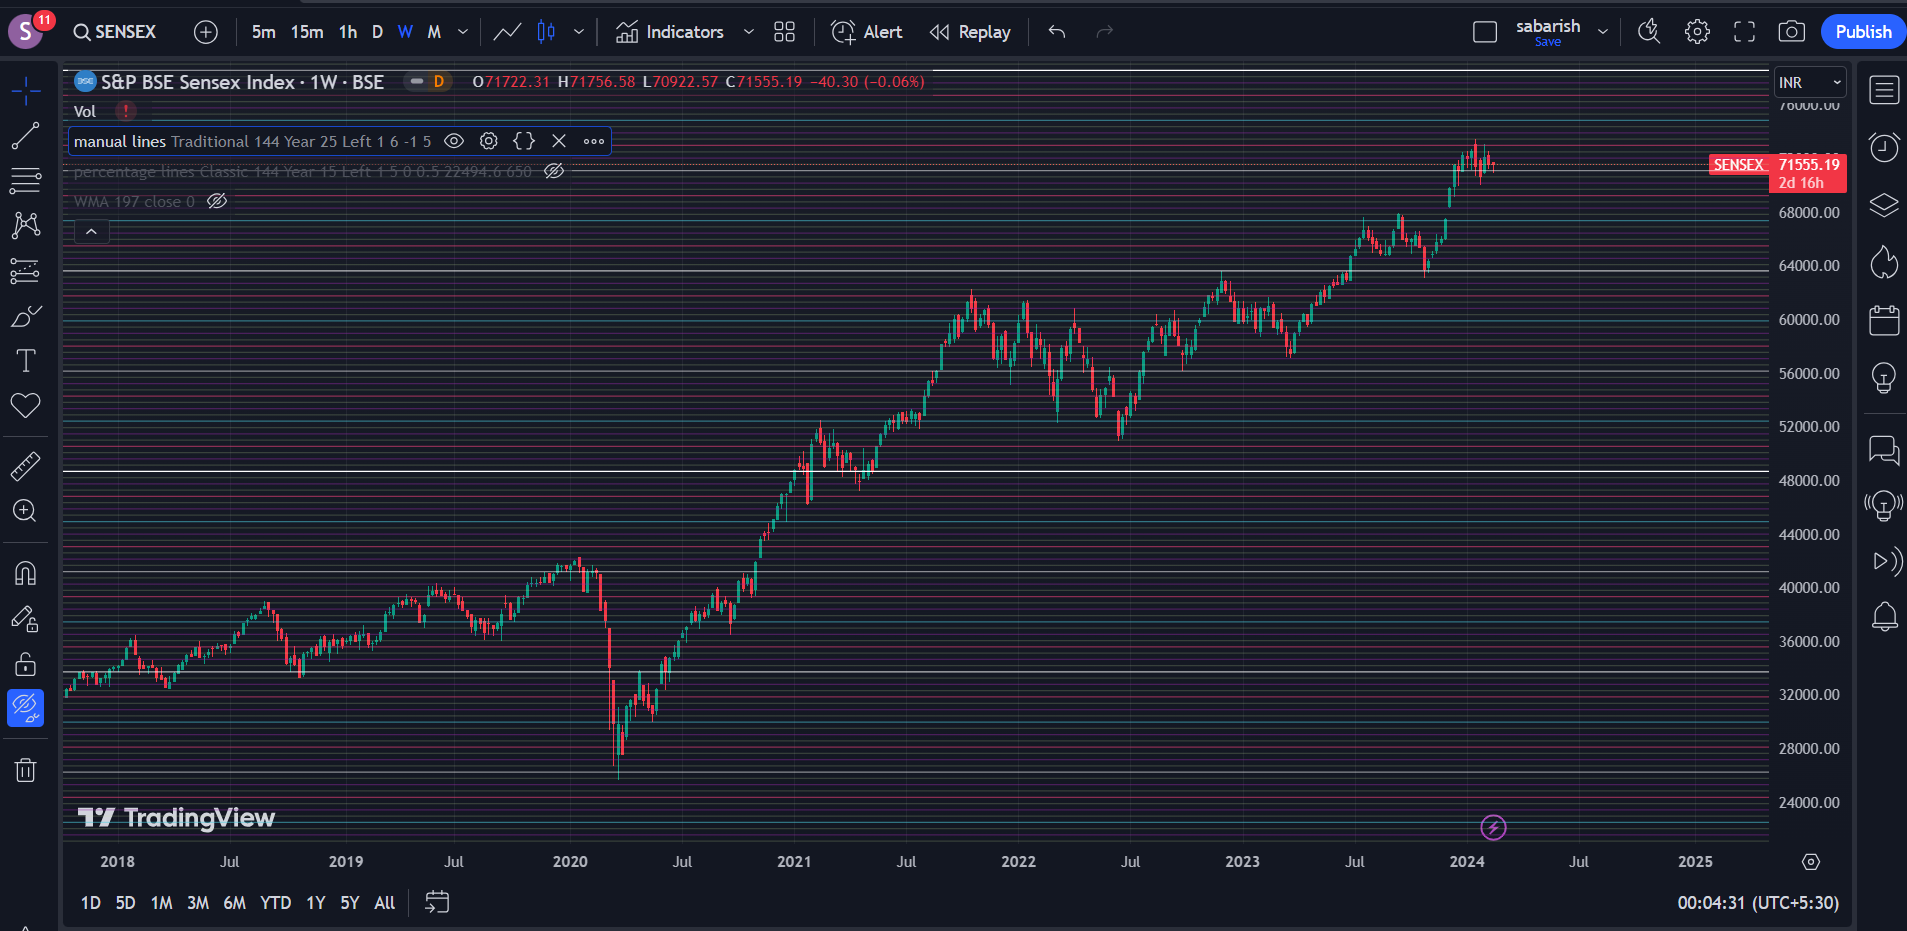 S 11 SENSEX 5m 15m 1h D W M Indicators Alert Replay sabarish Save Publish
S&P BSE Sensex Index · 1W · BSE D O71722.31 H71756.58 L70922.57 C71555.19 −40.30 (−0.06%) INR
Vol !
76000.00
manual lines Traditional 144 Year 25 Left 1 6 -1 5
SENSEX 71555.19
percentage lines Classic 144 Year 15 Left 1.5 0 0.5 22494.6 650
2d 16h
WMA 197 close 0
68000.00
64000.00
60000.00
56000.00
52000.00
48000.00
44000.00
40000.00
36000.00
32000.00
28000.00
24000.00
TradingView
2018 Jul 2019 Jul 2020 Jul 2021 Jul 2022 Jul 2023 Jul 2024 Jul 2025
1D 5D 1M 3M 6M YTD 1Y 5Y All 00:04:31 (UTC+5:30)